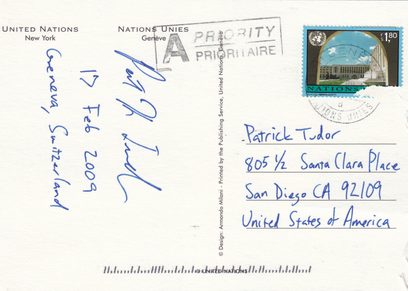 UNITED NATIONS
New York
NATIONS UNIES
Genève
A PRIORITY
PRIORITAIRE
1.80
NATIONS
17 Feb 2009
Geneva, Switzerland
© Design: Armando Milani - Printed by the Publishing Service, United Nations, Geneva
Patrick Tudor
805 1/2 Santa Clara Place
San Diego CA 92109
United States of America
UNITED NATIONS